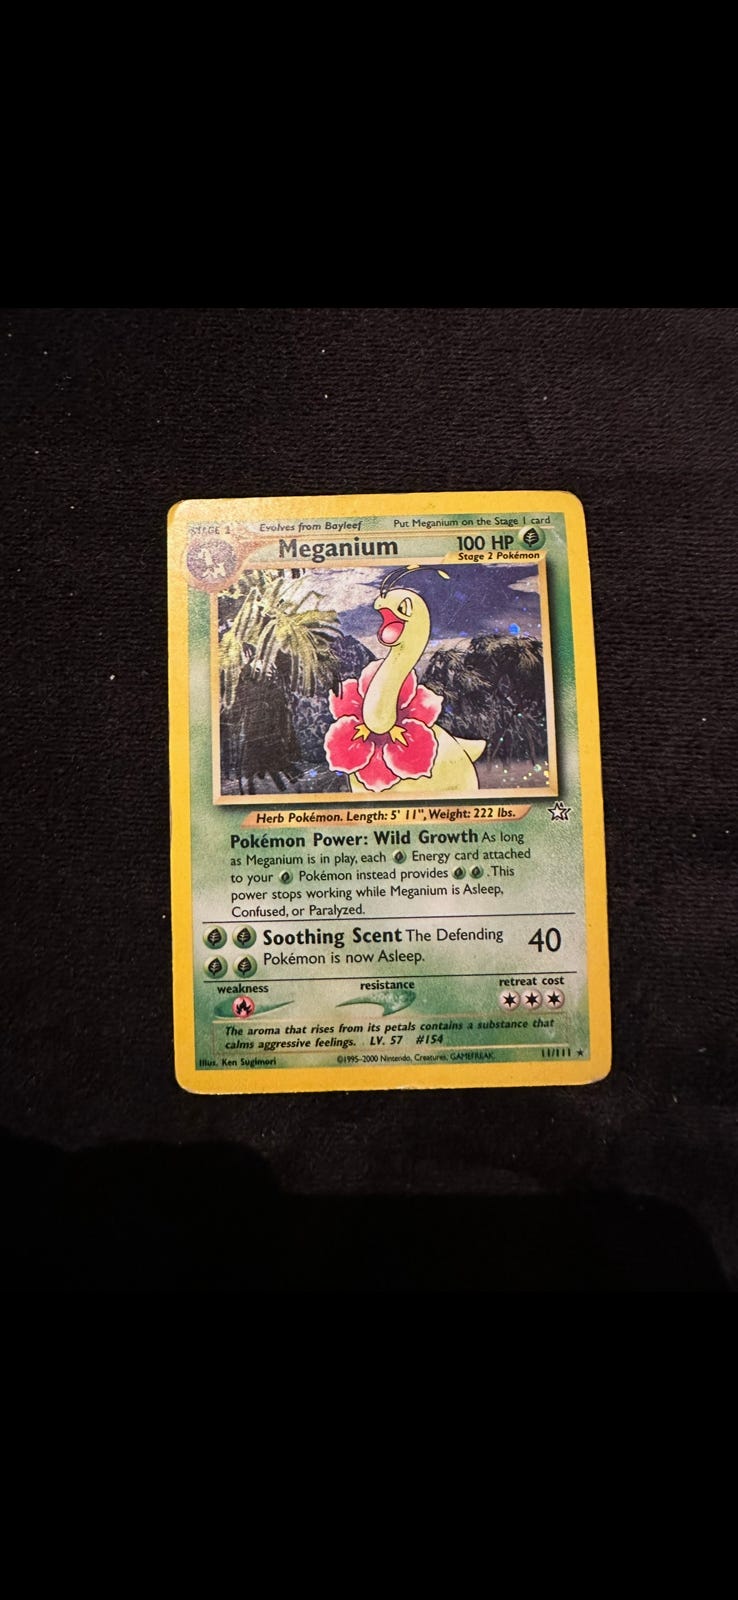 STAGE 2 Evolves from Bayleef Put Meganium on the Stage 1 card
Meganium 100 HP
Stage 2 Pokémon
Herb Pokémon. Length: 5' 11", Weight: 222 lbs.
Pokémon Power: Wild Growth As long
as Meganium is in play, each Energy card attached
to your Pokémon instead provides . This
power stops working while Meganium is Asleep,
Confused, or Paralyzed.
Soothing Scent The Defending 40
Pokémon is now Asleep.
weakness resistance retreat cost
The aroma that rises from its petals contains a substance that
calms aggressive feelings. LV. 57 #154
Illus. Ken Sugimori ©1995-2000 Nintendo, Creatures, GAMEFREAK. 11/111 ★